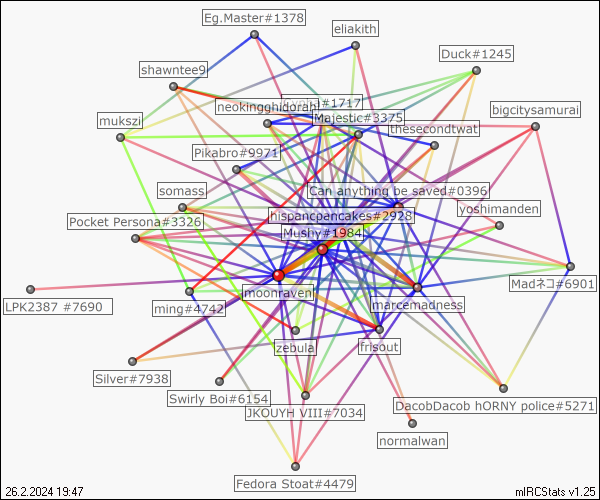 Eg.Master#1378
eliakith
Duck#1245
shawntee9
#1717
neokingghidorah
bigcitysamurai
Majestic#3375
mukszi
thesecondtwat
Pikabro#9971
Can anything be saved#0396
somass
yoshinnanden
hispancpancakes#2928
Pocket Persona#3326
Mushy#1984
Madネコ#6901
moonraven
LPK2387 #7690
marcemadness
ming#4742
zebula
frisout
Silver#7938
Swirly Boi#6154
DacobDacob hORNY police#5271
JKOUYH VIII#7034
normalwan
Fedora Stoat#4479
26.2.2024 19:47
mIRCStats v1.25